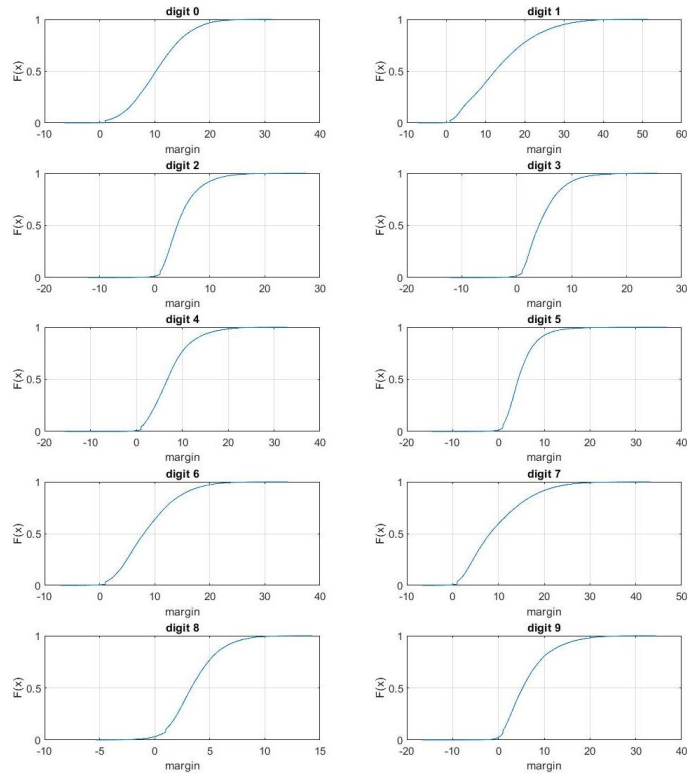 digit 0
1
0.5
0
F(x)
-10 0 10 20 30 40
margin
digit 1
1
0.5
0
F(x)
-10 0 10 20 30 40 50 60
margin
digit 2
1
0.5
0
F(x)
-20 -10 0 10 20 30
margin
digit 3
1
0.5
0
F(x)
-20 -10 0 10 20 30
margin
digit 4
1
0.5
0
F(x)
-20 -10 0 10 20 30 40
margin
digit 5
1
0.5
0
F(x)
-20 -10 0 10 20 30 40
margin
digit 6
1
0.5
0
F(x)
-10 0 10 20 30 40
margin
digit 7
1
0.5
0
F(x)
-10 0 10 20 30 40 50
margin
digit 8
1
0.5
0
F(x)
-10 -5 0 5 10 15
margin
digit 9
1
0.5
0
F(x)
-20 -10 0 10 20 30 40
margin